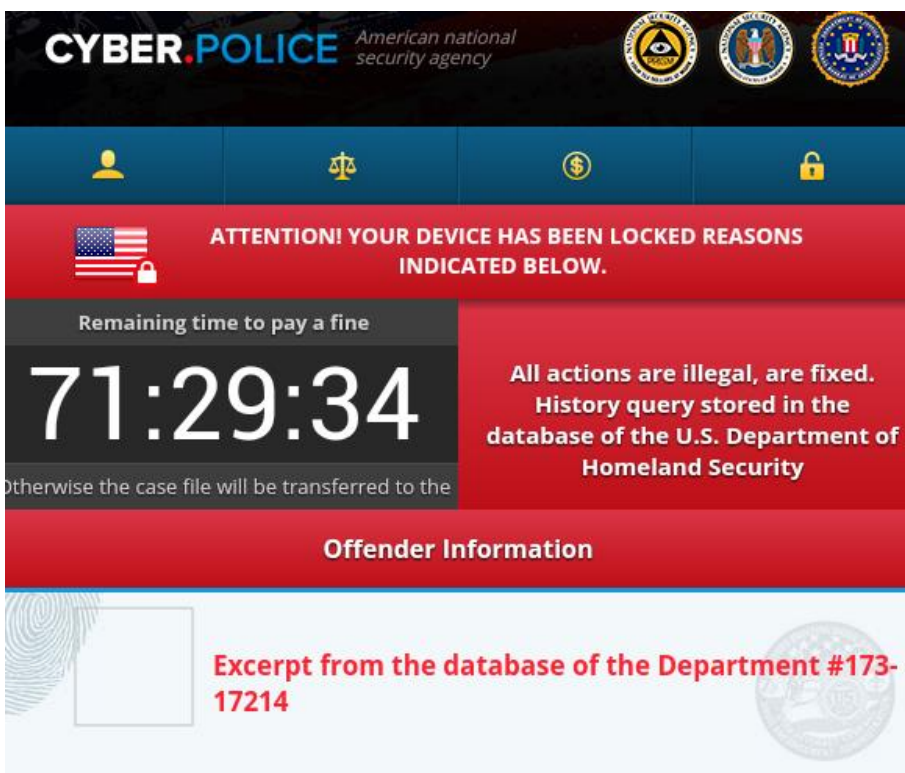 CYBER.POLICE
American national
security agency
PRISM
ATTENTION! YOUR DEVICE HAS BEEN LOCKED REASONS
INDICATED BELOW.
Remaining time to pay a fine
71:29:34
Otherwise the case file will be transferred to the
All actions are illegal, are fixed.
History query stored in the
database of the U.S. Department of
Homeland Security
Offender Information
Excerpt from the database of the Department #173-
17214